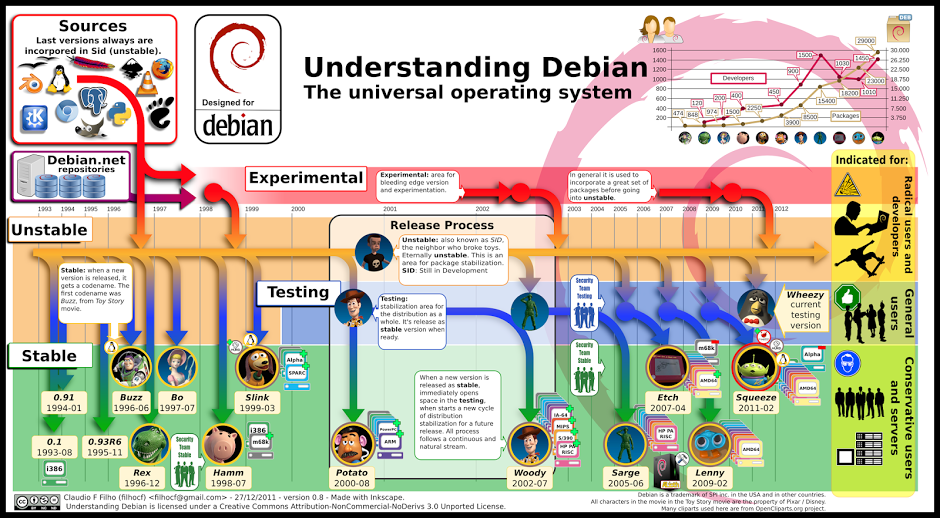 Sources
Last versions always are
incorpored in Sid (unstable).
Designed for
debian
Understanding Debian
The universal operating system
DEB
1600
1400
1200
1000
800
600
400
200
30,000
26,250
22,500
18,750
15,000
11,250
7,500
3,750
Developers
Packages
120
200
400
450
900
1500
1030
1450
1010
474
848
974
1500
2250
3900
8500
15400
18200
23000
29000
Debian.net
repositories
Experimental
Experimental: area for
bleeding edge version
and experimentation.
In general it is used to
incorporate a great set of
packages before going
into unstable.
Indicated for:
Radical users and
developers
General
users
Conservative users
and servers
1993
1994
1995
1996
1998
1999
2000
2001
2002
2003
2004
2005
2006
2007
2008
2009
2010
2011
2012
Unstable
Release Process
Unstable: also known as SID,
the neighbor who broke toys.
Eternally unstable. This is an
area for package stabilization.
SID: Still in Development
Stable: when a new
version is released, it
gets a codename. The
first codename was
Buzz, from Toy Story
movie.
Testing
Testing:
stabilization area for
the distribution as a
whole. It's release as
stable version when
ready.
Security
Team
Testing
Wheezy
current
testing
version
Stable
When a new version is
released as stable,
immediately opens
space in the testing,
when starts a new cycle
of distribution
stabilization for a future
release. All process
follows a continuous and
natural stream.
Security
Team
Stable
0.91
1994-01
Buzz
1996-06
Bo
1997-07
Slink
1999-03
Alpha
SPARC
Etch
2007-04
m68k
AMD64
Squeeze
2011-02
Alpha
AMD64
0.1
1993-08
i386
0.93R6
1995-11
Rex
1996-12
Security
Team
Stable
Hamm
1998-07
i386
m68k
Potato
2000-08
PowerPC
ARM
Woody
2002-07
IA-64
MIPS
S/390
HP PA
RISC
Sarge
2005-06
HP PA
RISC
Lenny
2009-02
AMD64
Claudio F Filho (filhocf) <filhocf@gmail.com> - 27/12/2011 - version 0.8 - Made with Inkscape.
Understanding Debian is licensed under a Creative Commons Attribution-NonCommercial-NoDerivs 3.0 Unported License.
Debian is a trademark of SPI inc. in the USA and in other countries.
All characters in the movie in the Toy Story movie are the property of Pixar / Disney.
Many cliparts used here are from OpenCliparts.org project.